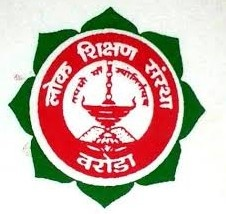 लोक शिक्षण संस्था
तमसो मा ज्योतिर्गमय
वरोडा